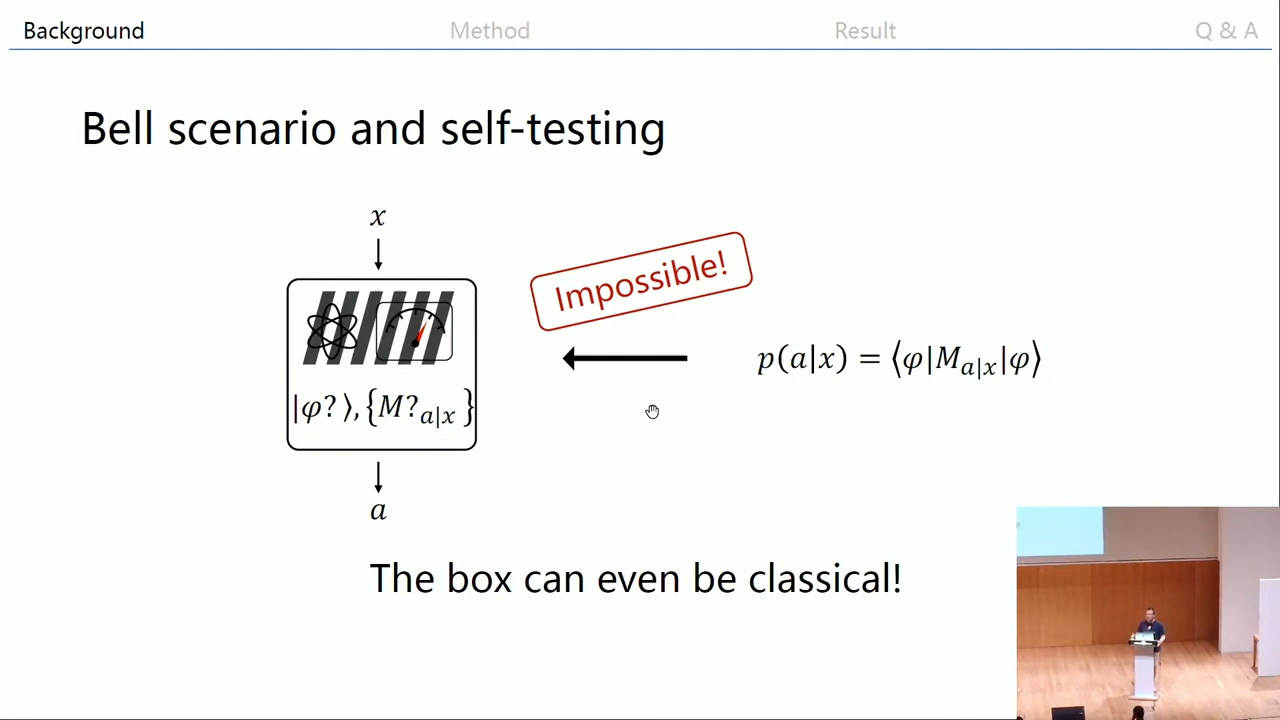 Background Method Result Q & A
Bell scenario and self-testing
x
Impossible!
p(a|x) = ⟨φ|M_{a|x}|φ⟩
|φ?⟩, {M?_{a|x}}
a
The box can even be classical!